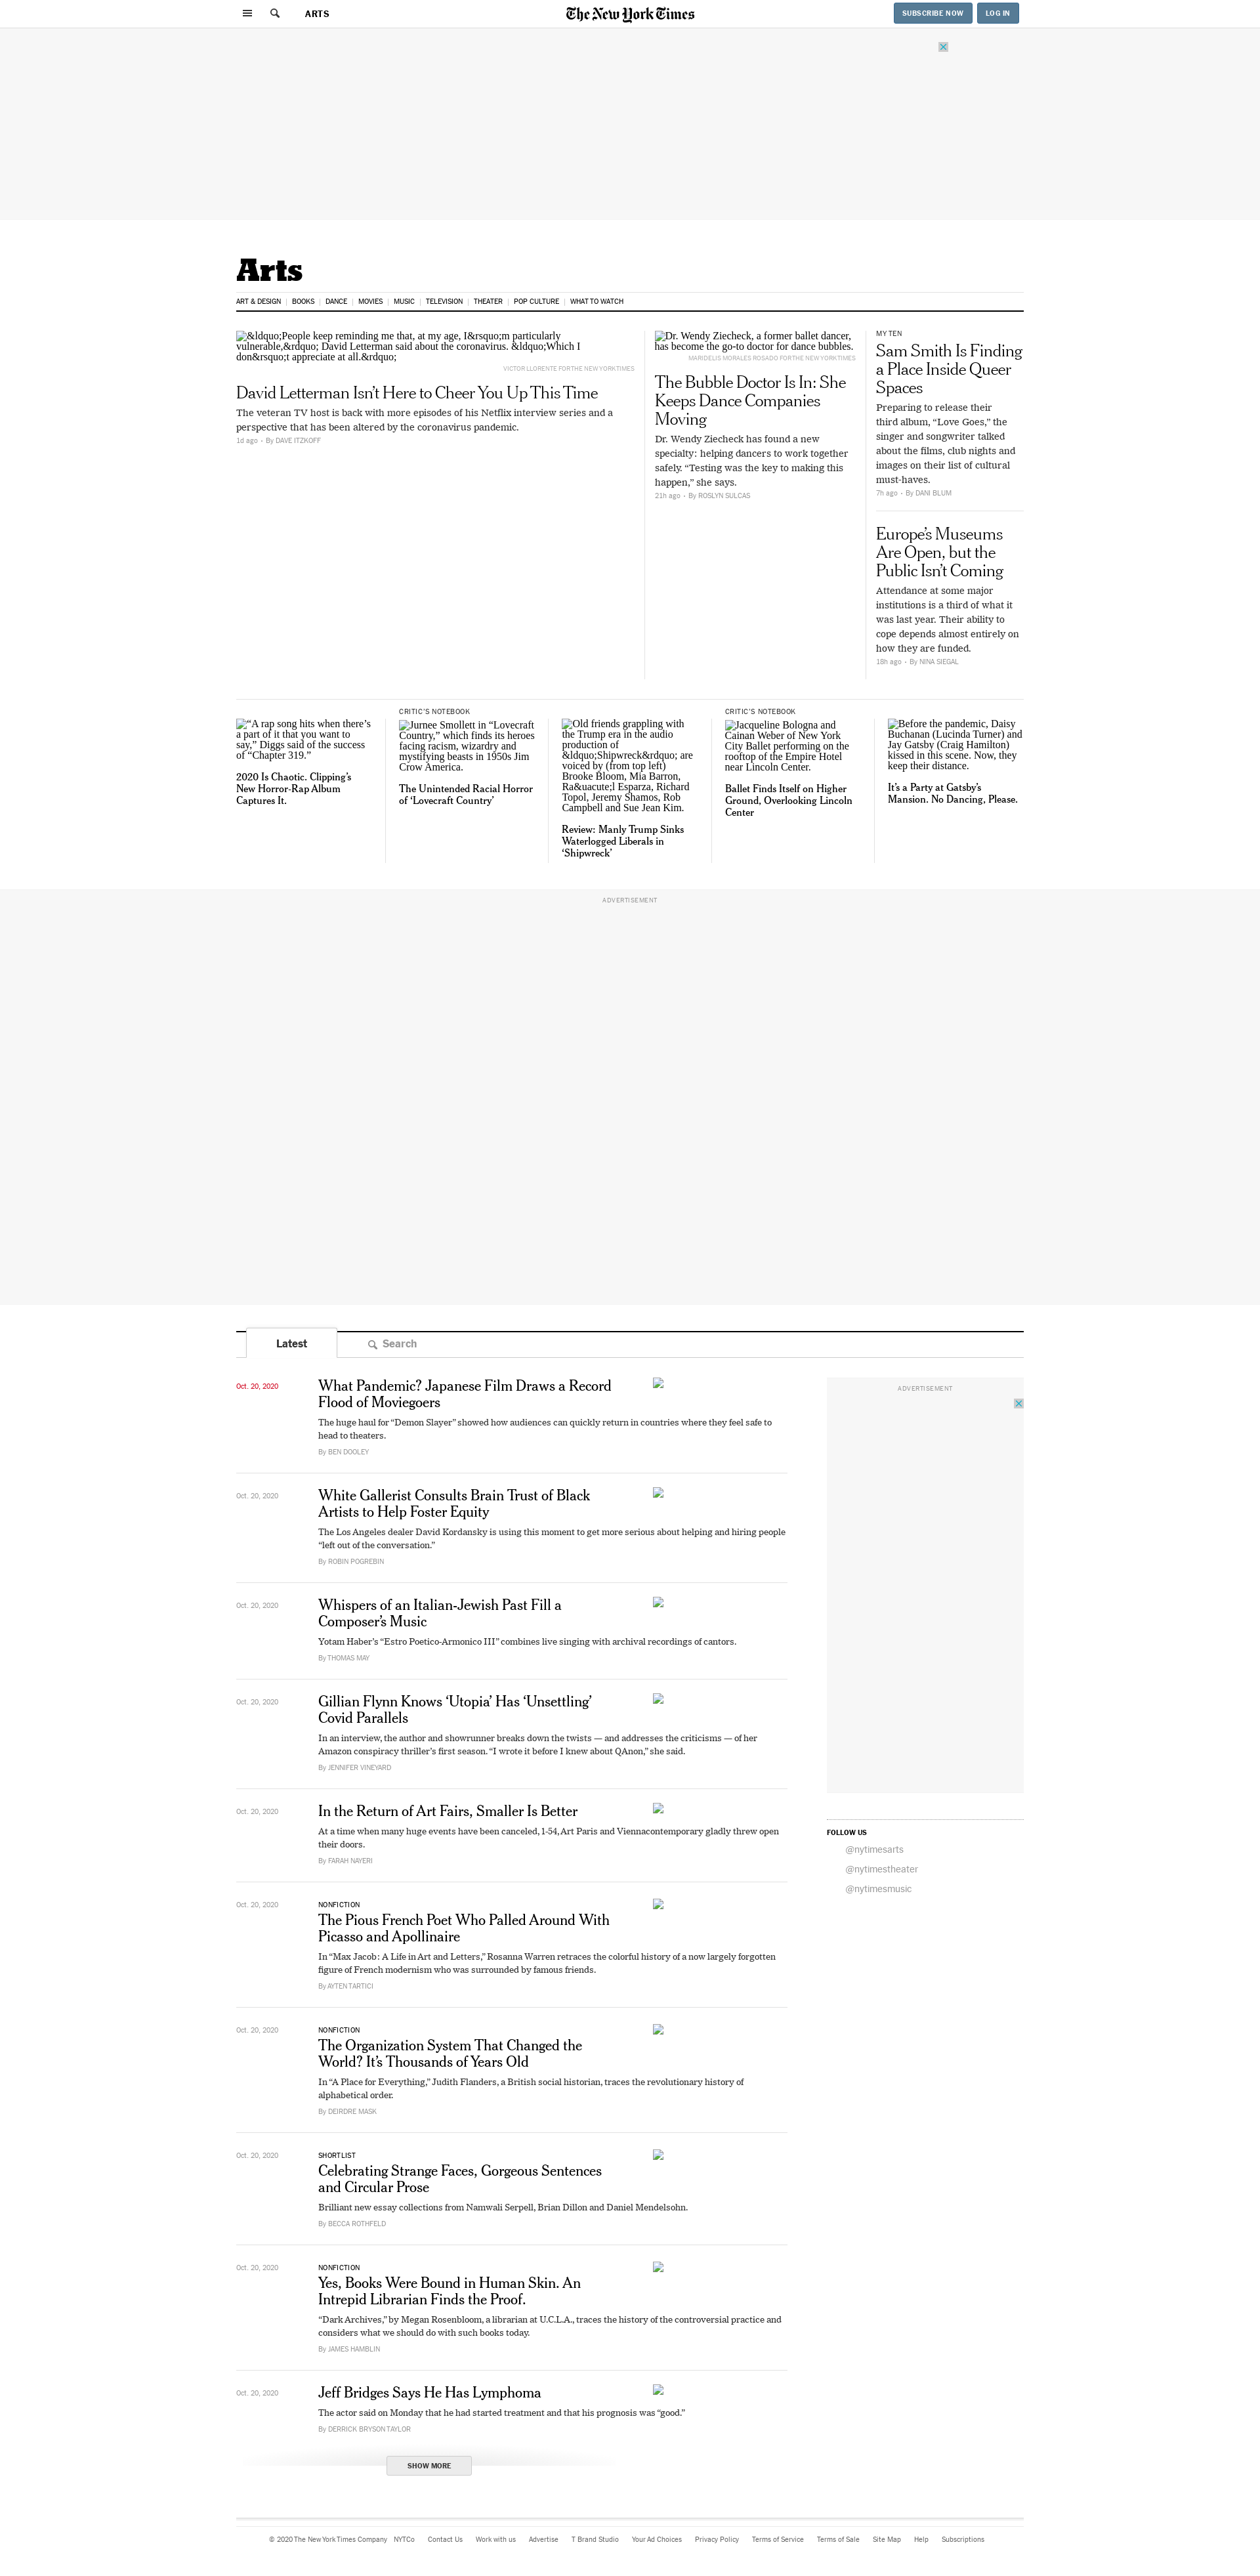 ARTS
The New York Times
SUBSCRIBE NOW
LOG IN
Arts
ART & DESIGN
BOOKS
DANCE
MOVIES
MUSIC
TELEVISION
THEATER
POP CULTURE
WHAT TO WATCH
&ldquo;People keep reminding me that, at my age, I&rsquo;m particularly
vulnerable,&rdquo; David Letterman said about the coronavirus. &ldquo;Which I
don&rsquo;t appreciate at all.&rdquo;
VICTOR LLORENTE FOR THE NEW YORK TIMES
David Letterman Isn’t Here to Cheer You Up This Time
The veteran TV host is back with more episodes of his Netflix interview series and a
perspective that has been altered by the coronavirus pandemic.
1d ago • By DAVE ITZKOFF
Dr. Wendy Ziecheck, a former ballet dancer,
has become the go-to doctor for dance bubbles.
MARIDELIS MORALES ROSADO FOR THE NEW YORK TIMES
The Bubble Doctor Is In: She
Keeps Dance Companies
Moving
Dr. Wendy Ziecheck has found a new
specialty: helping dancers to work together
safely. “Testing was the key to making this
happen,” she says.
21h ago • By ROSLYN SULCAS
MY TEN
Sam Smith Is Finding
a Place Inside Queer
Spaces
Preparing to release their
third album, “Love Goes,” the
singer and songwriter talked
about the films, club nights and
images on their list of cultural
must-haves.
7h ago • By DANI BLUM
Europe’s Museums
Are Open, but the
Public Isn’t Coming
Attendance at some major
institutions is a third of what it
was last year. Their ability to
cope depends almost entirely on
how they are funded.
18h ago • By NINA SIEGAL
“A rap song hits when there’s
a part of it that you want to
say,” Diggs said of the success
of “Chapter 319.”
2020 Is Chaotic. Clipping’s
New Horror-Rap Album
Captures It.
CRITIC’S NOTEBOOK
Jurnee Smollett in “Lovecraft
Country,” which finds its heroes
facing racism, wizardry and
mystifying beasts in 1950s Jim
Crow America.
The Unintended Racial Horror
of ‘Lovecraft Country’
Old friends grappling with
the Trump era in the audio
production of
&ldquo;Shipwreck&rdquo; are
voiced by (from top left)
Brooke Bloom, Mia Barron,
Ra&uacute;l Esparza, Richard
Topol, Jeremy Shamos, Rob
Campbell and Sue Jean Kim.
Review: Manly Trump Sinks
Waterlogged Liberals in
‘Shipwreck’
CRITIC’S NOTEBOOK
Jacqueline Bologna and
Cainan Weber of New York
City Ballet performing on the
rooftop of the Empire Hotel
near Lincoln Center.
Ballet Finds Itself on Higher
Ground, Overlooking Lincoln
Center
Before the pandemic, Daisy
Buchanan (Lucinda Turner) and
Jay Gatsby (Craig Hamilton)
kissed in this scene. Now, they
keep their distance.
It’s a Party at Gatsby’s
Mansion. No Dancing, Please.
ADVERTISEMENT
Latest
Search
Oct. 20, 2020
What Pandemic? Japanese Film Draws a Record
Flood of Moviegoers
The huge haul for “Demon Slayer” showed how audiences can quickly return in countries where they feel safe to
head to theaters.
By BEN DOOLEY
Oct. 20, 2020
White Gallerist Consults Brain Trust of Black
Artists to Help Foster Equity
The Los Angeles dealer David Kordansky is using this moment to get more serious about helping and hiring people
“left out of the conversation.”
By ROBIN POGREBIN
Oct. 20, 2020
Whispers of an Italian-Jewish Past Fill a
Composer’s Music
Yotam Haber’s “Estro Poetico-Armonico III” combines live singing with archival recordings of cantors.
By THOMAS MAY
Oct. 20, 2020
Gillian Flynn Knows ‘Utopia’ Has ‘Unsettling’
Covid Parallels
In an interview, the author and showrunner breaks down the twists — and addresses the criticisms — of her
Amazon conspiracy thriller’s first season. “I wrote it before I knew about QAnon,” she said.
By JENNIFER VINEYARD
Oct. 20, 2020
In the Return of Art Fairs, Smaller Is Better
At a time when many huge events have been canceled, 1-54, Art Paris and Viennacontemporary gladly threw open
their doors.
By FARAH NAYERI
Oct. 20, 2020
NONFICTION
The Pious French Poet Who Palled Around With
Picasso and Apollinaire
In “Max Jacob: A Life in Art and Letters,” Rosanna Warren retraces the colorful history of a now largely forgotten
figure of French modernism who was surrounded by famous friends.
By AYTEN TARTICI
Oct. 20, 2020
NONFICTION
The Organization System That Changed the
World? It’s Thousands of Years Old
In “A Place for Everything,” Judith Flanders, a British social historian, traces the revolutionary history of
alphabetical order.
By DEIRDRE MASK
Oct. 20, 2020
SHORTLIST
Celebrating Strange Faces, Gorgeous Sentences
and Circular Prose
Brilliant new essay collections from Namwali Serpell, Brian Dillon and Daniel Mendelsohn.
By BECCA ROTHFELD
Oct. 20, 2020
NONFICTION
Yes, Books Were Bound in Human Skin. An
Intrepid Librarian Finds the Proof.
“Dark Archives,” by Megan Rosenbloom, a librarian at U.C.L.A., traces the history of the controversial practice and
considers what we should do with such books today.
By JAMES HAMBLIN
Oct. 20, 2020
Jeff Bridges Says He Has Lymphoma
The actor said on Monday that he had started treatment and that his prognosis was “good.”
By DERRICK BRYSON TAYLOR
SHOW MORE
ADVERTISEMENT
FOLLOW US
@nytimesarts
@nytimestheater
@nytimesmusic
© 2020 The New York Times Company
NYTCo
Contact Us
Work with us
Advertise
T Brand Studio
Your Ad Choices
Privacy Policy
Terms of Service
Terms of Sale
Site Map
Help
Subscriptions